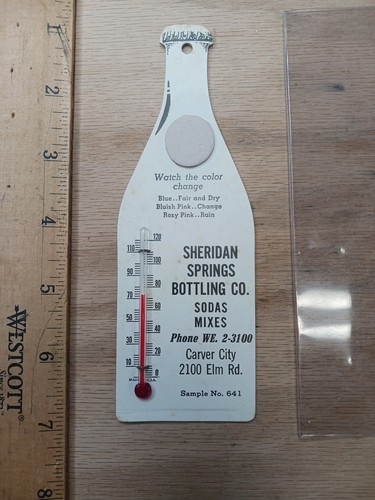 Watch the color
change
Blue..Fair and Dry
Bluish Pink..Change
Rosy Pink..Rain
SHERIDAN
SPRINGS
BOTTLING CO.
SODAS
MIXES
Phone WE. 2-3100
Carver City
2100 Elm Rd.
Sample No. 641
120
110
100
90
80
70
60
50
40
30
20
10
0
1
2
3
4
5
6
7
8
WESTCOTT
Since 1872